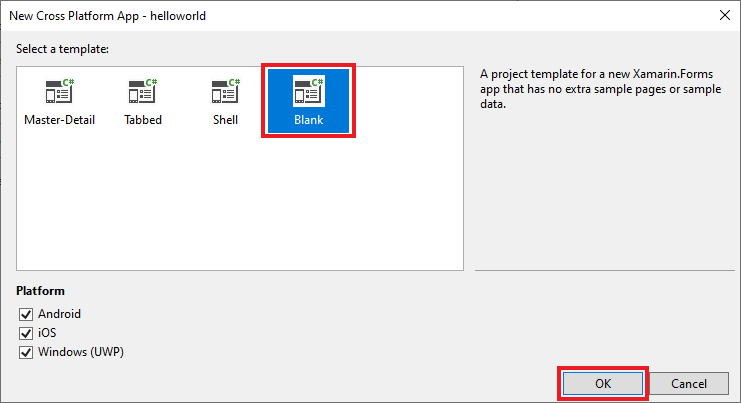 New Cross Platform App - helloworld
Select a template:
C# C# C# C#
Master-Detail Tabbed Shell Blank
A project template for a new Xamarin.Forms
app that has no extra sample pages or sample
data.
Platform
Android
iOS
Windows (UWP)
OK Cancel